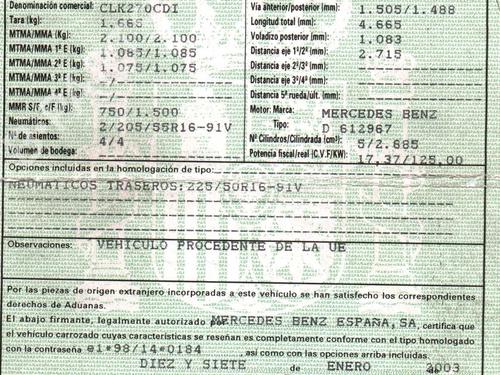 Denominación comercial: CLK270CDI Vía anterior/posterior (mm): 1.505/1.488
Tara (kg). 1.665 Longitud total (mm): 4.665
MTMA/MMA (Kg): 2.100/2.100 Voladizo posterior (mm): 1.083
MTMA/MMA 1º E (kg): 1.085/1.085 Distancia eje 1º/2º (mm): 2.715
MTMA/MMA 2º E (kg): 1.075/1.075 Distancia eje 2º/3º (mm):
MTMA/MMA 3º E (kg): -/- Distancia eje 3º/4º (mm):
MTMA/MMA 4º E (kg): -/- Distancia 5ª rueda/ult. (mm):
MMR S/F, c/F (kg): 750/1.500 Motor: Marca: MERCEDES BENZ
Neumáticos: 2/205/55R16-91V Tipo: D 612967
Nº de asientos: 4/4 Nº Cilindros/Cilindrada (cm³): 5/2.885
Volumen de bodega: Potencia fiscal/real (C.V.F/KW): 17,37/125,00
Opciones incluidas en la homologación de tipo:
NEUMATICOS TRASEROS:225/50R16-91V
Observaciones: VEHICULO PROCEDENTE DE LA UE
Por las piezas de origen extranjero incorporadas a este vehículo se han satisfecho los correspondientes
derechos de Aduanas.
El abajo firmante, legalmente autorizado por MERCEDES BENZ ESPAÑA,SA, certifica que
el vehículo carrozado cuyas características se reseñan es completamente conforme con el tipo homologado
con la contraseña e1*98/14*0184 , así como con las opciones arriba incluidas.
DIEZ Y SIETE de ENERO de 2003